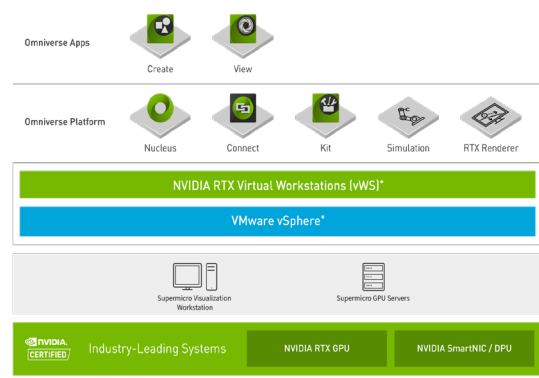 Omniverse Apps
Create
View
Omniverse Platform
Nucleus
Connect
Kit
Simulation
RTX Renderer
NVIDIA RTX Virtual Workstations (vWS)*
VMware vSphere*
Supermicro Visualization
Workstation
Supermicro GPU Servers
NVIDIA.
CERTIFIED
Industry-Leading Systems
NVIDIA RTX GPU
NVIDIA SmartNIC / DPU